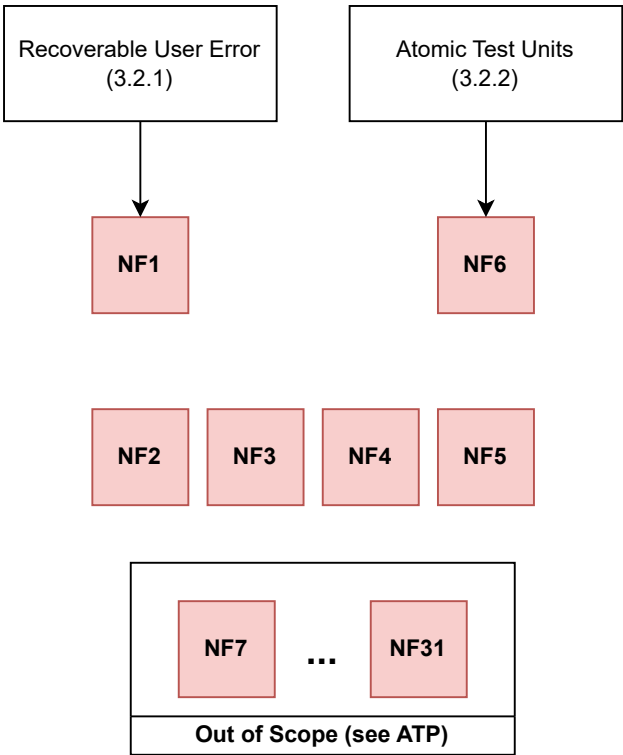 Recoverable User Error
(3.2.1)
Atomic Test Units
(3.2.2)
NF1
NF6
NF2
NF3
NF4
NF5
NF7
...
NF31
Out of Scope (see ATP)